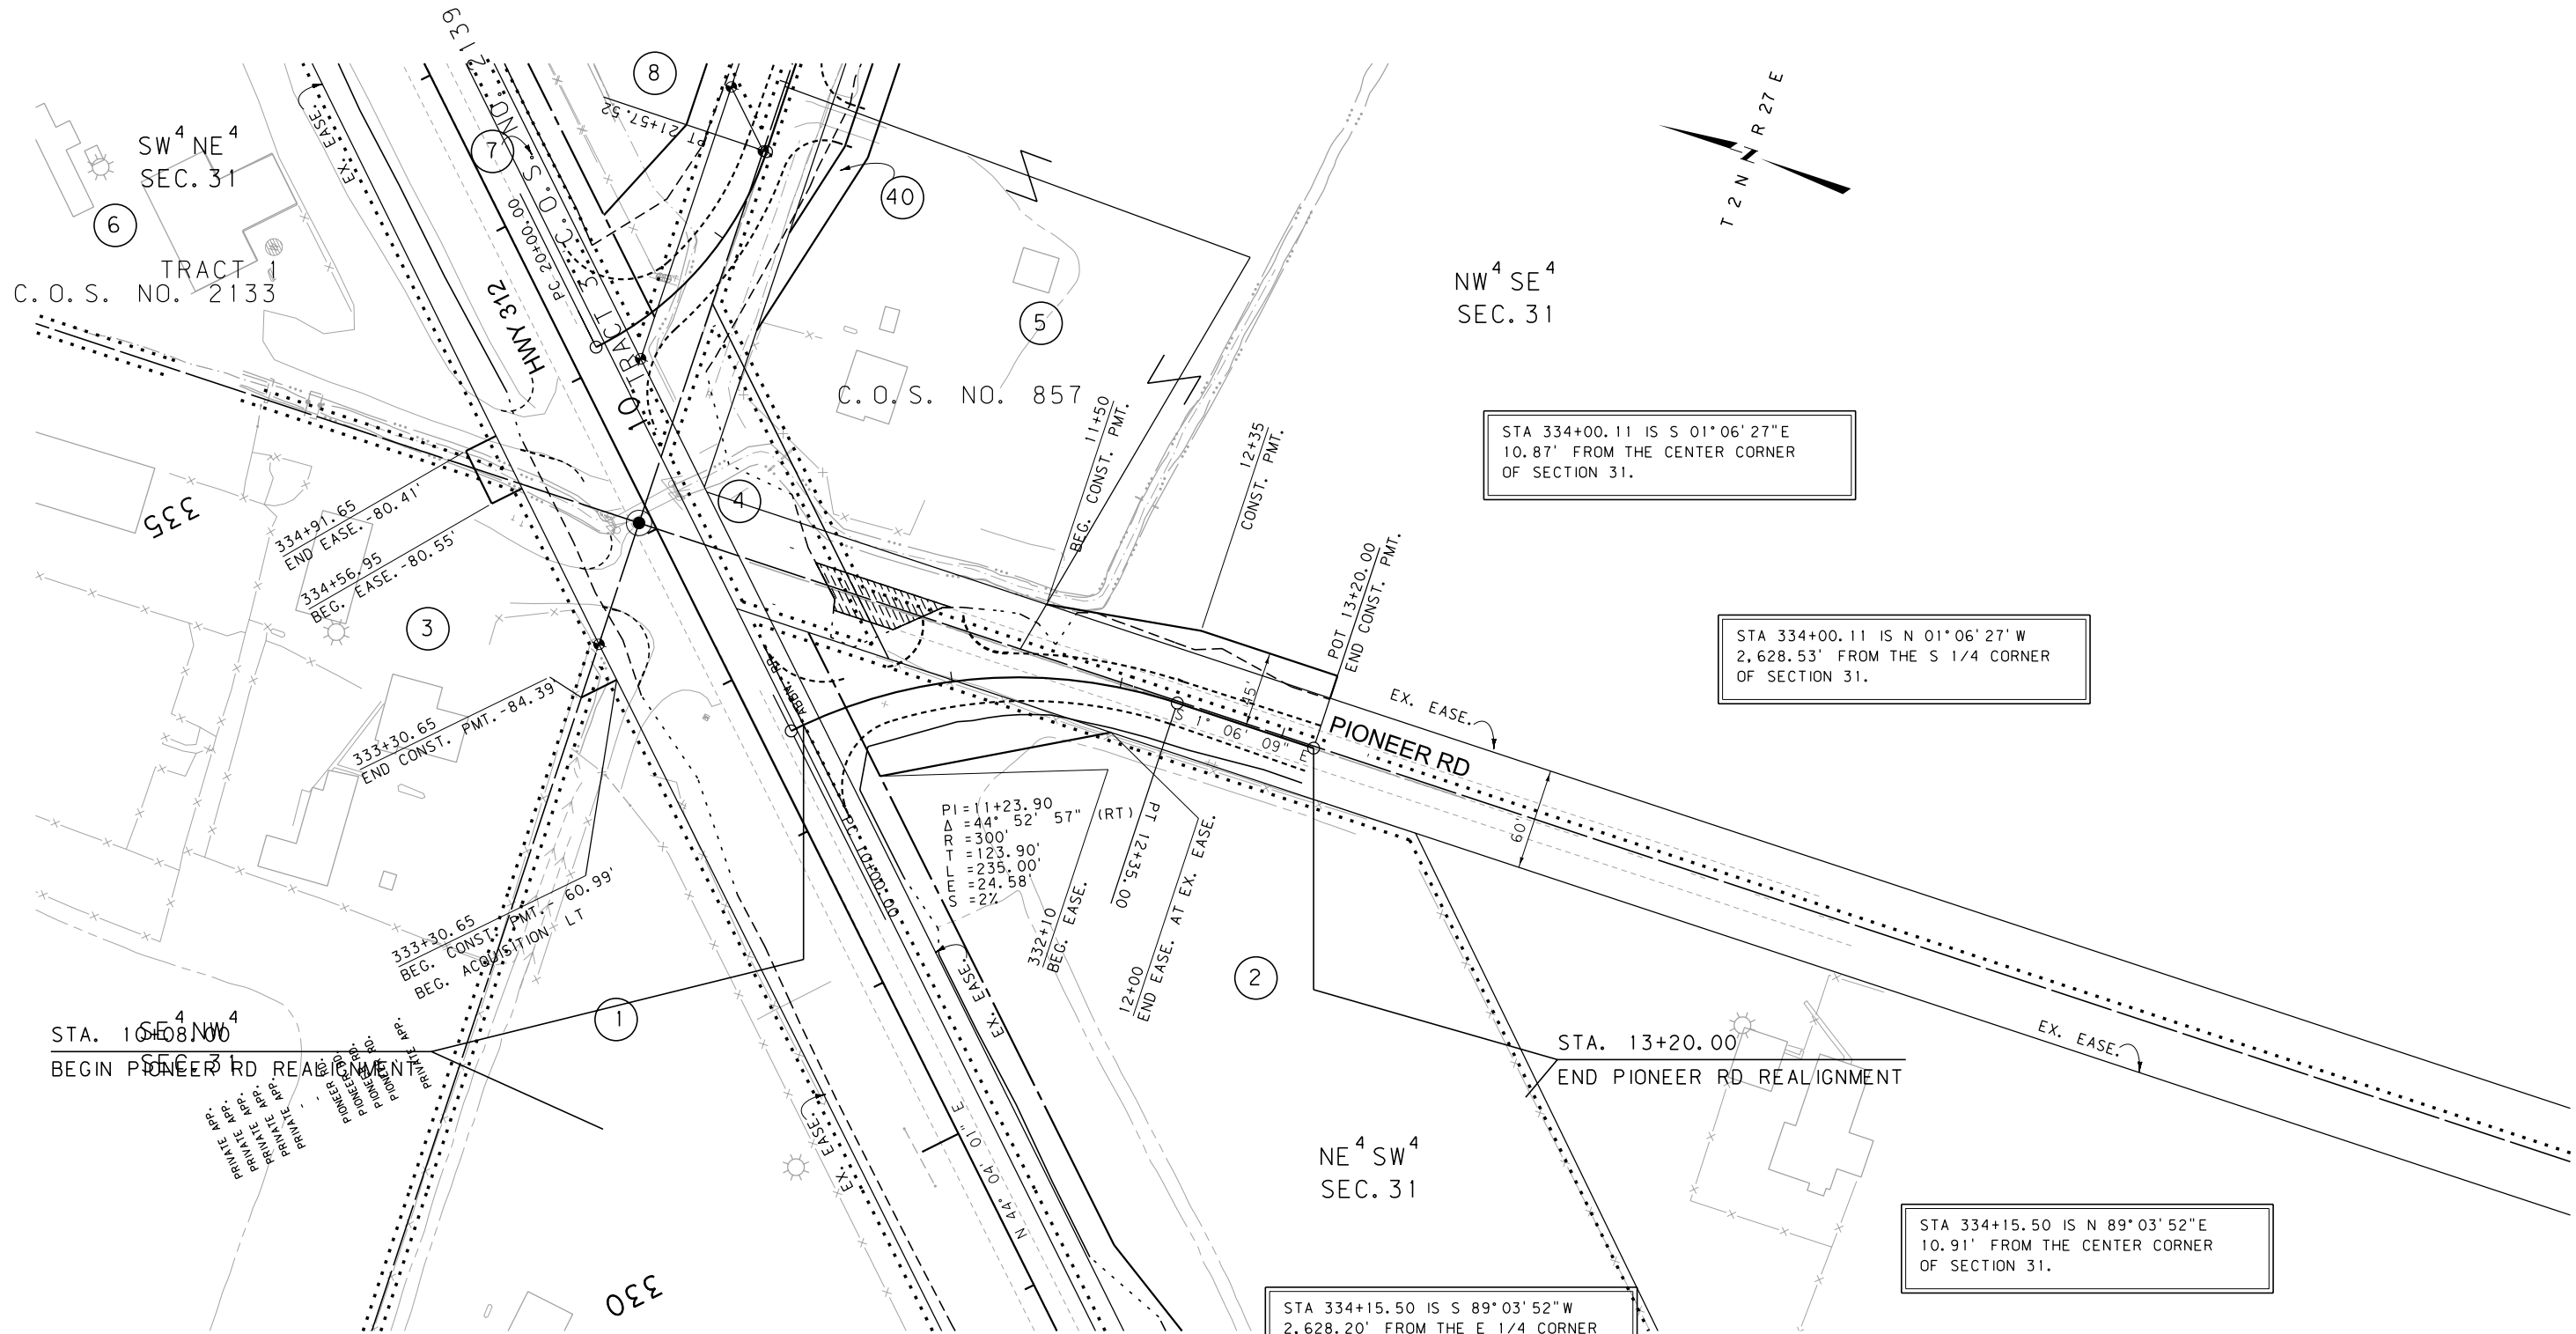 NO. 2139
8
SW⁴ NE⁴
SEC. 31
EX. EASE.
7
C.O.S.
PT 21+57.52
40
T 2 N R 27 E
6
TRACT 1
C.O.S. NO. 2133
HWY 312
PC 20+00.00
TRACT 3
10
5
C.O.S. NO. 857
NW⁴ SE⁴
SEC. 31
11+50
BEG. CONST. PMT.
12+35
CONST. PMT.
STA 334+00.11 IS S 01°06'27"E
10.87' FROM THE CENTER CORNER
OF SECTION 31.
335
334+91.65
END EASE.-80.41'
334+56.95
BEG. EASE.-80.55'
4
3
POT 13+20.00
END CONST. PMT.
STA 334+00.11 IS N 01°06'27'W
2,628.53' FROM THE S 1/4 CORNER
OF SECTION 31.
333+30.65
END CONST. PMT.-84.39'
ABN. RR
45'
S 1° 06' 09" E
PIONEER RD
EX. EASE.
60'
PC 10+00.00
PI =11+23.90
Δ =44° 52' 57" (RT)
R =300'
T =123.90'
L =235.00'
E =24.58'
S =2%
PT 12+35.00
332+10
BEG. EASE.
12+00
END EASE. AT EX. EASE.
333+30.65
BEG. CONST. PMT.- 60.99'
BEG. ACQUISITION LT
EX. EASE.
1
2
SE⁴ NW⁴
SEC. 31
STA. 10+08.00
BEGIN PIONEER RD REALIGNMENT
PRIVATE APP.
PRIVATE APP.
PRIVATE APP.
PRIVATE APP.
PRIVATE -
PIONEER RD.
PIONEER RD.
PIONEER RD.
PIONEER RD.
PRIVATE APP.
STA. 13+20.00
END PIONEER RD REALIGNMENT
EX. EASE.
EX. EASE.
N 44° 04' 01" E
NE⁴ SW⁴
SEC. 31
330
STA 334+15.50 IS N 89°03'52"E
10.91' FROM THE CENTER CORNER
OF SECTION 31.
STA 334+15.50 IS S 89°03'52"W
2,628.20' FROM THE E 1/4 CORNER